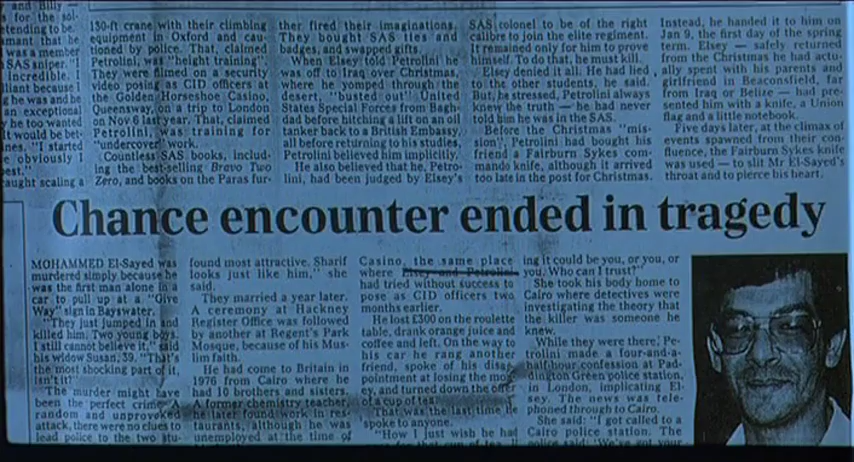 and Billy —
s for the sol-
tending to be.
smant that he
was a member
SAS sniper."
Incredible. I
liant because I
g he was and be
an exceptional
y he too wanted
It would be bet-
nes. "I started
e obviously I
est."
caught scaling a
130-ft crane with their climbing
equipment in Oxford and cau-
tioned by police. That, claimed
Petrolini, was "height training".
They were filmed on a security
video posing as CID officers at
the Golden Horseshoe Casino,
Queensway, on a trip to London
on Nov 6 last year. That, claimed
Petrolini, was training for
"undercover" work.
Countless SAS books, includ-
ing the best-selling Bravo Two
Zero, and books on the Paras fur-
ther fired their imaginations.
They bought SAS ties and
badges, and swapped gifts.
When Elsey told Petrolini he
was off to Iraq over Christmas,
where he yomped through the
desert, "busted out" United
States Special Forces from Bagh-
dad before hitching a lift on an oil
tanker back to a British Embassy,
all before returning to his studies,
Petrolini believed him implicitly.
He also believed that he, Petro-
lini, had been judged by Elsey's
SAS colonel to be of the right
calibre to join the elite regiment.
It remained only for him to prove
himself. To do that, he must kill.
Elsey denied it all. He had lied
to the other students, he said.
But, he stressed, Petrolini always
knew the truth — he had never
told him he was in the SAS.
Before the Christmas "mis-
sion", Petrolini had bought his
friend a Fairburn Sykes com-
mando knife, although it arrived
too late in the post for Christmas.
Instead, he handed it to him on
Jan 9, the first day of the spring
term. Elsey — safely returned
from the Christmas he had actu-
ally spent with his parents and
girlfriend in Beaconsfield, far
from Iraq or Belize — had pre-
sented him with a knife, a Union
flag and a little notebook.
Five days later, at the climax of
events spawned from their con-
fluence, the Fairburn Sykes knife
was used — to slit Mr El-Sayed's
throat and to pierce his heart.
Chance encounter ended in tragedy
MOHAMMED El-Sayed was
murdered simply because he
was the first man alone in a
car to pull up at a "Give
Way" sign in Bayswater.
"They just jumped in and
killed him. Two young boys.
I still cannot believe it," said
his widow Susan, 39. "That's
the most shocking part of it,
isn't it?"
"The murder might have
been the perfect crime. A
random and unprovoked
attack, there were no clues to
lead police to the two stu-
found most attractive. Sharif
looks just like him," she
said.
They married a year later.
A ceremony at Hackney
Register Office was followed
by another at Regent's Park
Mosque, because of his Mus-
lim faith.
He had come to Britain in
1976 from Cairo where he
had 10 brothers and sisters.
A former chemistry teacher,
he later found work in res-
taurants, although he was
unemployed at the time of
Casino, the same place
where Elsey and Petrolini
had tried without success to
pose as CID officers two
months earlier.
He lost £300 on the roulette
table, drank orange juice and
coffee and left. On the way to
his car he rang another
friend, spoke of his disap-
pointment at losing the mon-
ey, and turned down the offer
of a cup of tea.
That was the last time he
spoke to anyone.
"How I just wish he had
ing it could be you, or you, or
you. Who can I trust?"
She took his body home to
Cairo where detectives were
investigating the theory that
the killer was someone he
knew.
While they were there, Pe-
trolini made a four-and-a-
half-hour confession at Pad-
dington Green police station,
in London, implicating El-
sey. The news was tele-
phoned through to Cairo.
She said: "I got called to a
Cairo police station. The
police said: 'We've got your